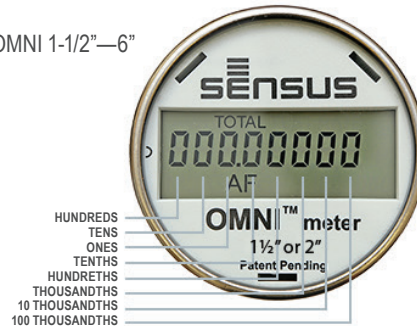 OMNI 1-1/2”—6”
SENSUS
TOTAL
000.00000
AF
OMNI™ meter
1½" or 2"
Patent Pending
HUNDREDS
TENS
ONES
TENTHS
HUNDRETHS
THOUSANDTHS
10 THOUSANDTHS
100 THOUSANDTHS